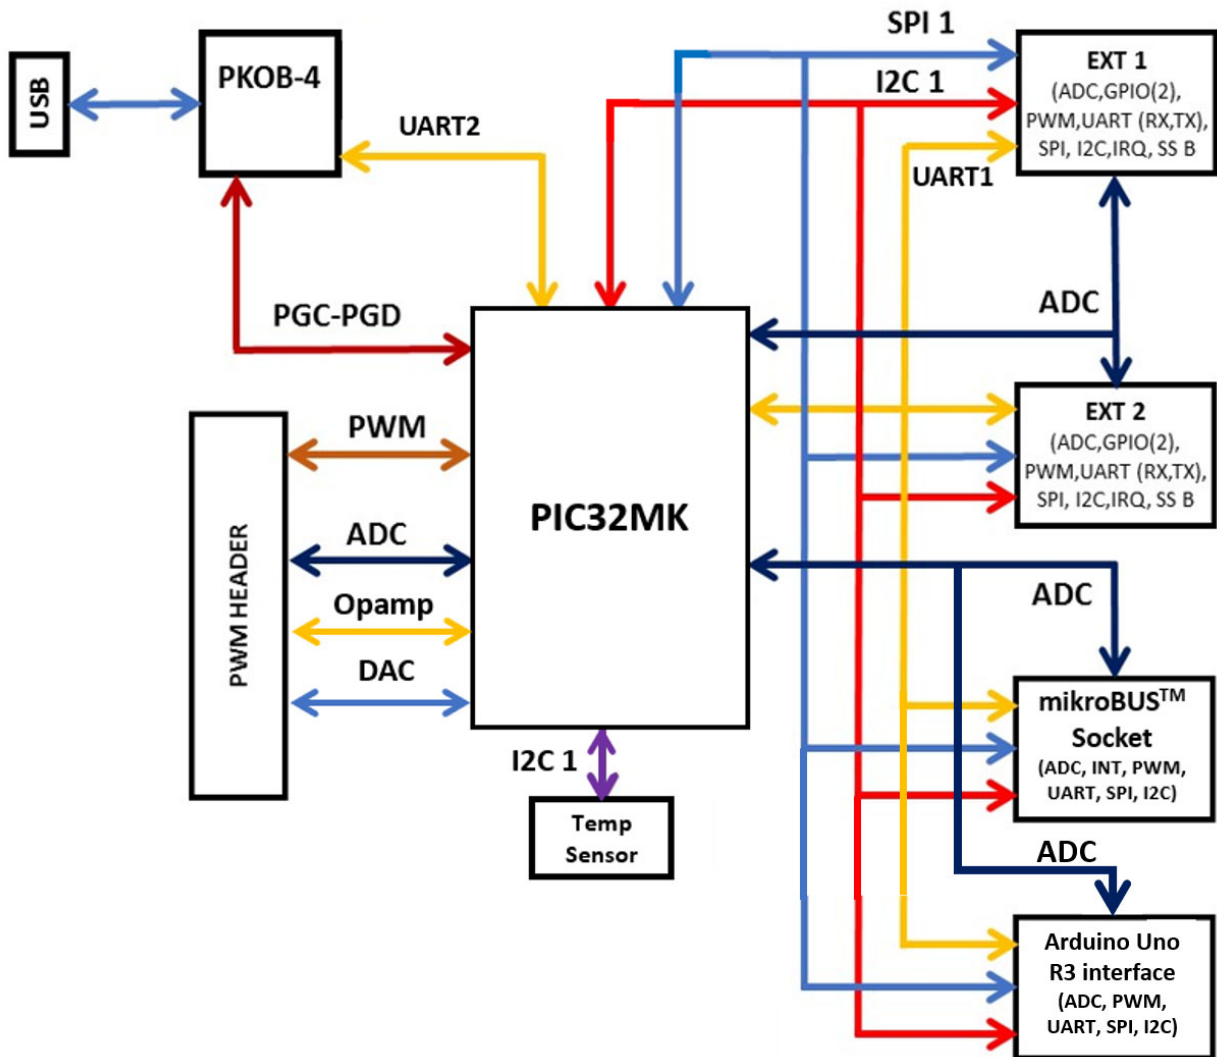 SPI 1
PKOB-4
USB
UART2
I2C 1
EXT 1
(ADC,GPIO(2),
PWM,UART (RX,TX),
SPI, I2C,IRQ, SS B
UART1
PGC-PGD
ADC
PWM HEADER
PWM
ADC
Opamp
DAC
PIC32MK
EXT 2
(ADC,GPIO(2),
PWM,UART (RX,TX),
SPI, I2C,IRQ, SS B
ADC
mikroBUS™
Socket
(ADC, INT, PWM,
UART, SPI, I2C)
I2C 1
Temp
Sensor
ADC
Arduino Uno
R3 interface
(ADC, PWM,
UART, SPI, I2C)